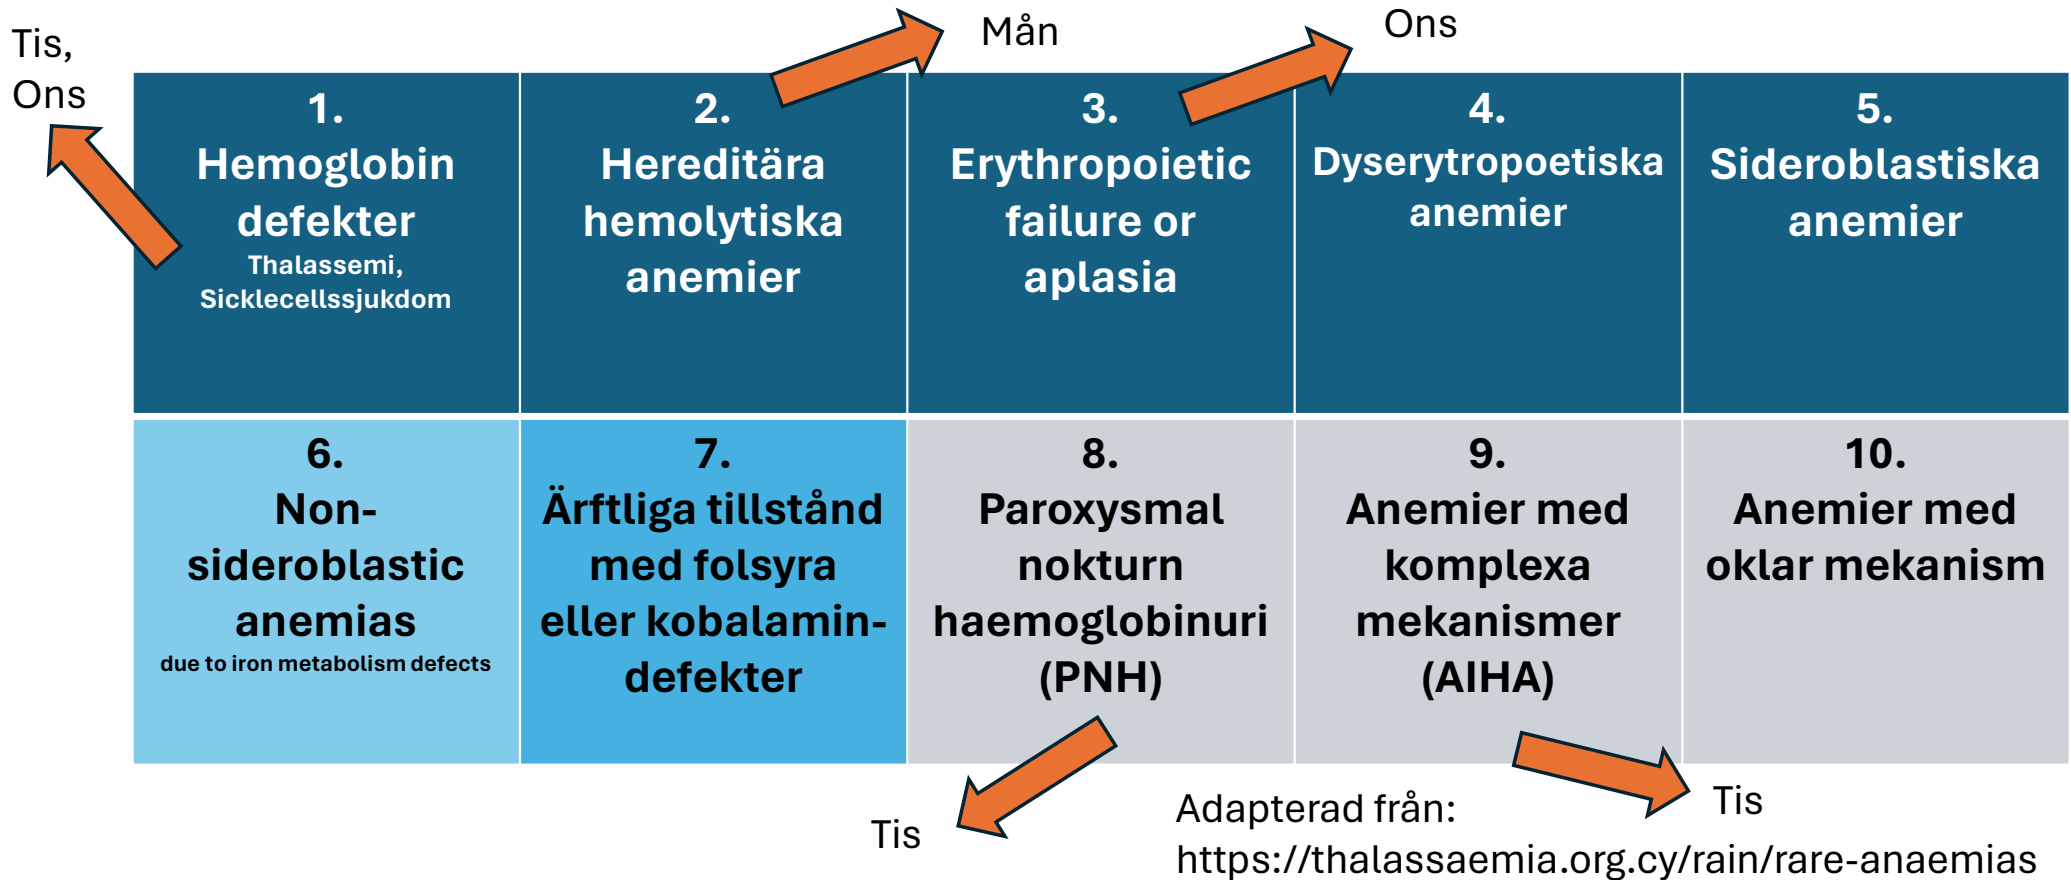 Tis,
Ons
Mån
Ons
1.
Hemoglobin
defekter
Thalassemi,
Sicklecellssjukdom
2.
Hereditära
hemolytiska
anemier
3.
Erythropoietic
failure or
aplasia
4.
Dyserytropoetiska
anemier
5.
Sideroblastiska
anemier
6.
Non-
sideroblastic
anemias
due to iron metabolism defects
7.
Ärftliga tillstånd
med folsyra
eller kobalamin-
defekter
8.
Paroxysmal
nokturn
haemoglobinuri
(PNH)
9.
Anemier med
komplexa
mekanismer
(AIHA)
10.
Anemier med
oklar mekanism
Tis
Tis
Adapterad från:
https://thalassaemia.org.cy/rain/rare-anaemias